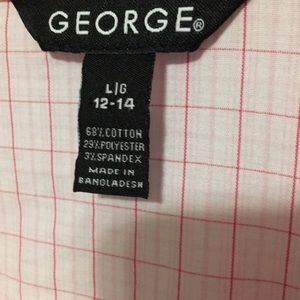 GEORGE®
L|G
12-14
68% COTTON
29% POLYESTER
3% SPANDEX
MADE IN
BANGLADESH